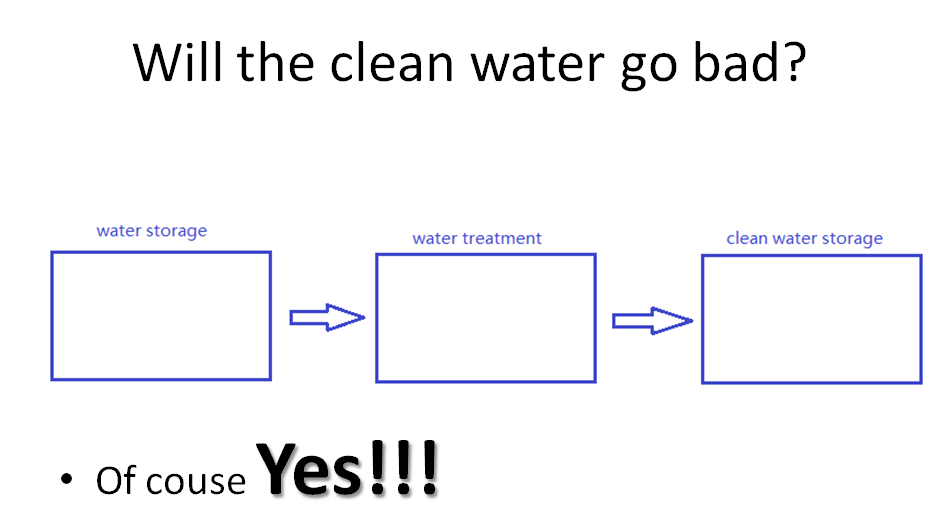 Will the clean water go bad?
water storage
water treatment
clean water storage
• Of couse Yes!!!